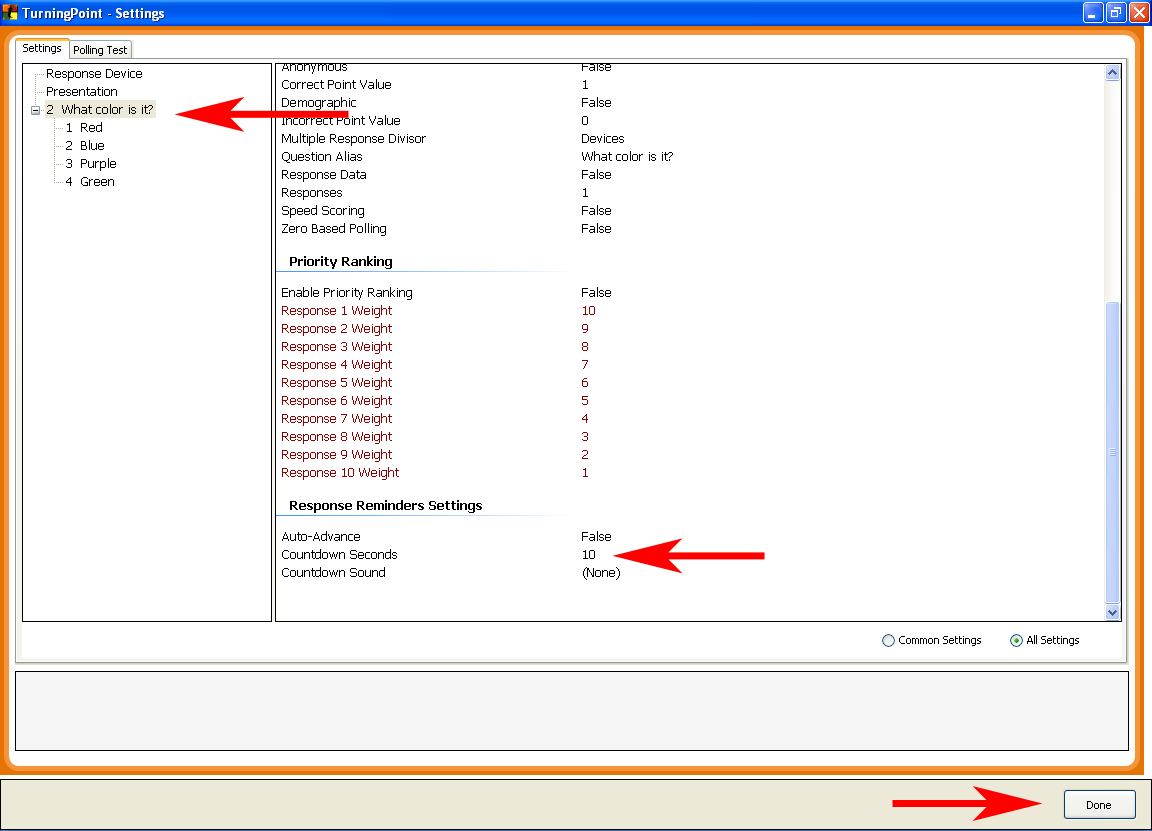 TurningPoint - Settings
Settings
Polling Test
Response Device
Presentation
2 What color is it?
1 Red
2 Blue
3 Purple
4 Green
Anonymous False
Correct Point Value 1
Demographic False
Incorrect Point Value 0
Multiple Response Divisor Devices
Question Alias What color is it?
Response Data False
Responses 1
Speed Scoring False
Zero Based Polling False
Priority Ranking
Enable Priority Ranking False
Response 1 Weight 10
Response 2 Weight 9
Response 3 Weight 8
Response 4 Weight 7
Response 5 Weight 6
Response 6 Weight 5
Response 7 Weight 4
Response 8 Weight 3
Response 9 Weight 2
Response 10 Weight 1
Response Reminders Settings
Auto-Advance False
Countdown Seconds 10
Countdown Sound (None)
Common Settings
All Settings
Done